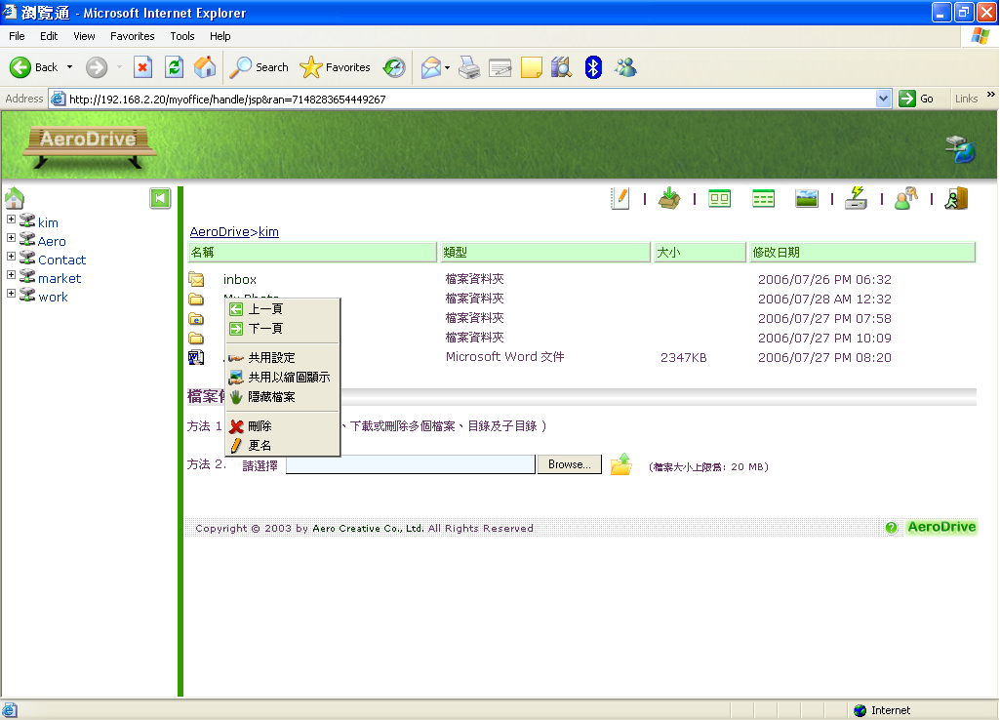 瀏覽通 - Microsoft Internet Explorer
File Edit View Favorites Tools Help
Back Search Favorites
Address http://192.168.2.20/myoffice/handle/jsp&ran=7148283654449267 Go Links »
AeroDrive
kim
Aero
Contact
market
work
AeroDrive>kim
名稱 類型 大小 修改日期
inbox 檔案資料夾 2006/07/26 PM 06:32
My Photo 檔案資料夾 2006/07/28 AM 12:32
檔案資料夾 2006/07/27 PM 07:58
檔案資料夾 2006/07/27 PM 10:09
Microsoft Word 文件 2347KB 2006/07/27 PM 08:20
上一頁
下一頁
共用設定
共用以縮圖顯示
隱藏檔案
刪除
更名
檔案
方法 1 、下載或刪除多個檔案、目錄及子目錄 )
方法 2. 請選擇 Browse... (檔案大小上限為: 20 MB)
Copyright © 2003 by Aero Creative Co., Ltd. All Rights Reserved AeroDrive
Internet